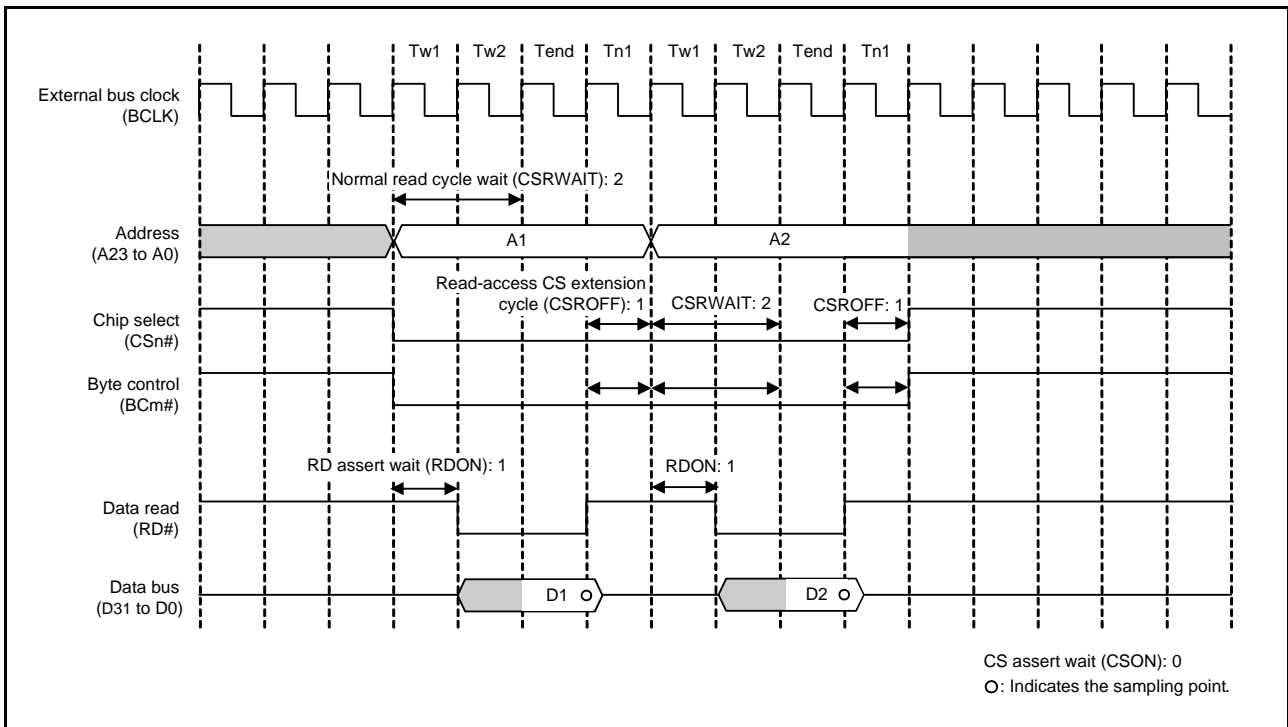 Tw1 Tw2 Tend Tn1 Tw1 Tw2 Tend Tn1
External bus clock
(BCLK)
Normal read cycle wait (CSRWAIT): 2
Address
(A23 to A0)
A1
A2
Read-access CS extension
cycle (CSROFF): 1
CSRWAIT: 2
CSROFF: 1
Chip select
(CSn#)
Byte control
(BCm#)
RD assert wait (RDON): 1
RDON: 1
Data read
(RD#)
Data bus
(D31 to D0)
D1
D2
CS assert wait (CSON): 0
O: Indicates the sampling point.